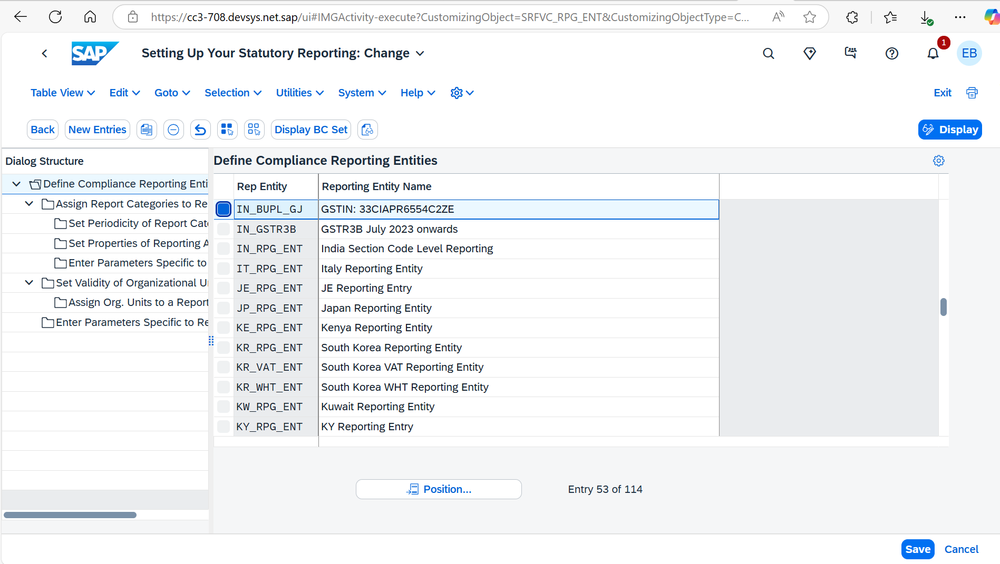 https://cc3-708.devsys.net.sap/ui#IMGActivity-execute?CustomizingObject=SRFVC_RPG_ENT&CustomizingObjectType=C...
SAP Setting Up Your Statutory Reporting: Change 1 EB
Table View Edit Goto Selection Utilities System Help Exit
Back New Entries Display BC Set Display
Dialog Structure
Define Compliance Reporting Enti
Assign Report Categories to Re
Set Periodicity of Report Cat
Set Properties of Reporting A
Enter Parameters Specific to
Set Validity of Organizational U
Assign Org. Units to a Report
Enter Parameters Specific to Re
Define Compliance Reporting Entities
Rep Entity Reporting Entity Name
IN_BUPL_GJ GSTIN: 33CIAPR6554C2ZE
IN_GSTR3B GSTR3B July 2023 onwards
IN_RPG_ENT India Section Code Level Reporting
IT_RPG_ENT Italy Reporting Entity
JE_RPG_ENT JE Reporting Entry
JP_RPG_ENT Japan Reporting Entity
KE_RPG_ENT Kenya Reporting Entity
KR_RPG_ENT South Korea Reporting Entity
KR_VAT_ENT South Korea VAT Reporting Entity
KR_WHT_ENT South Korea WHT Reporting Entity
KW_RPG_ENT Kuwait Reporting Entity
KY_RPG_ENT KY Reporting Entry
Position... Entry 53 of 114
Save Cancel